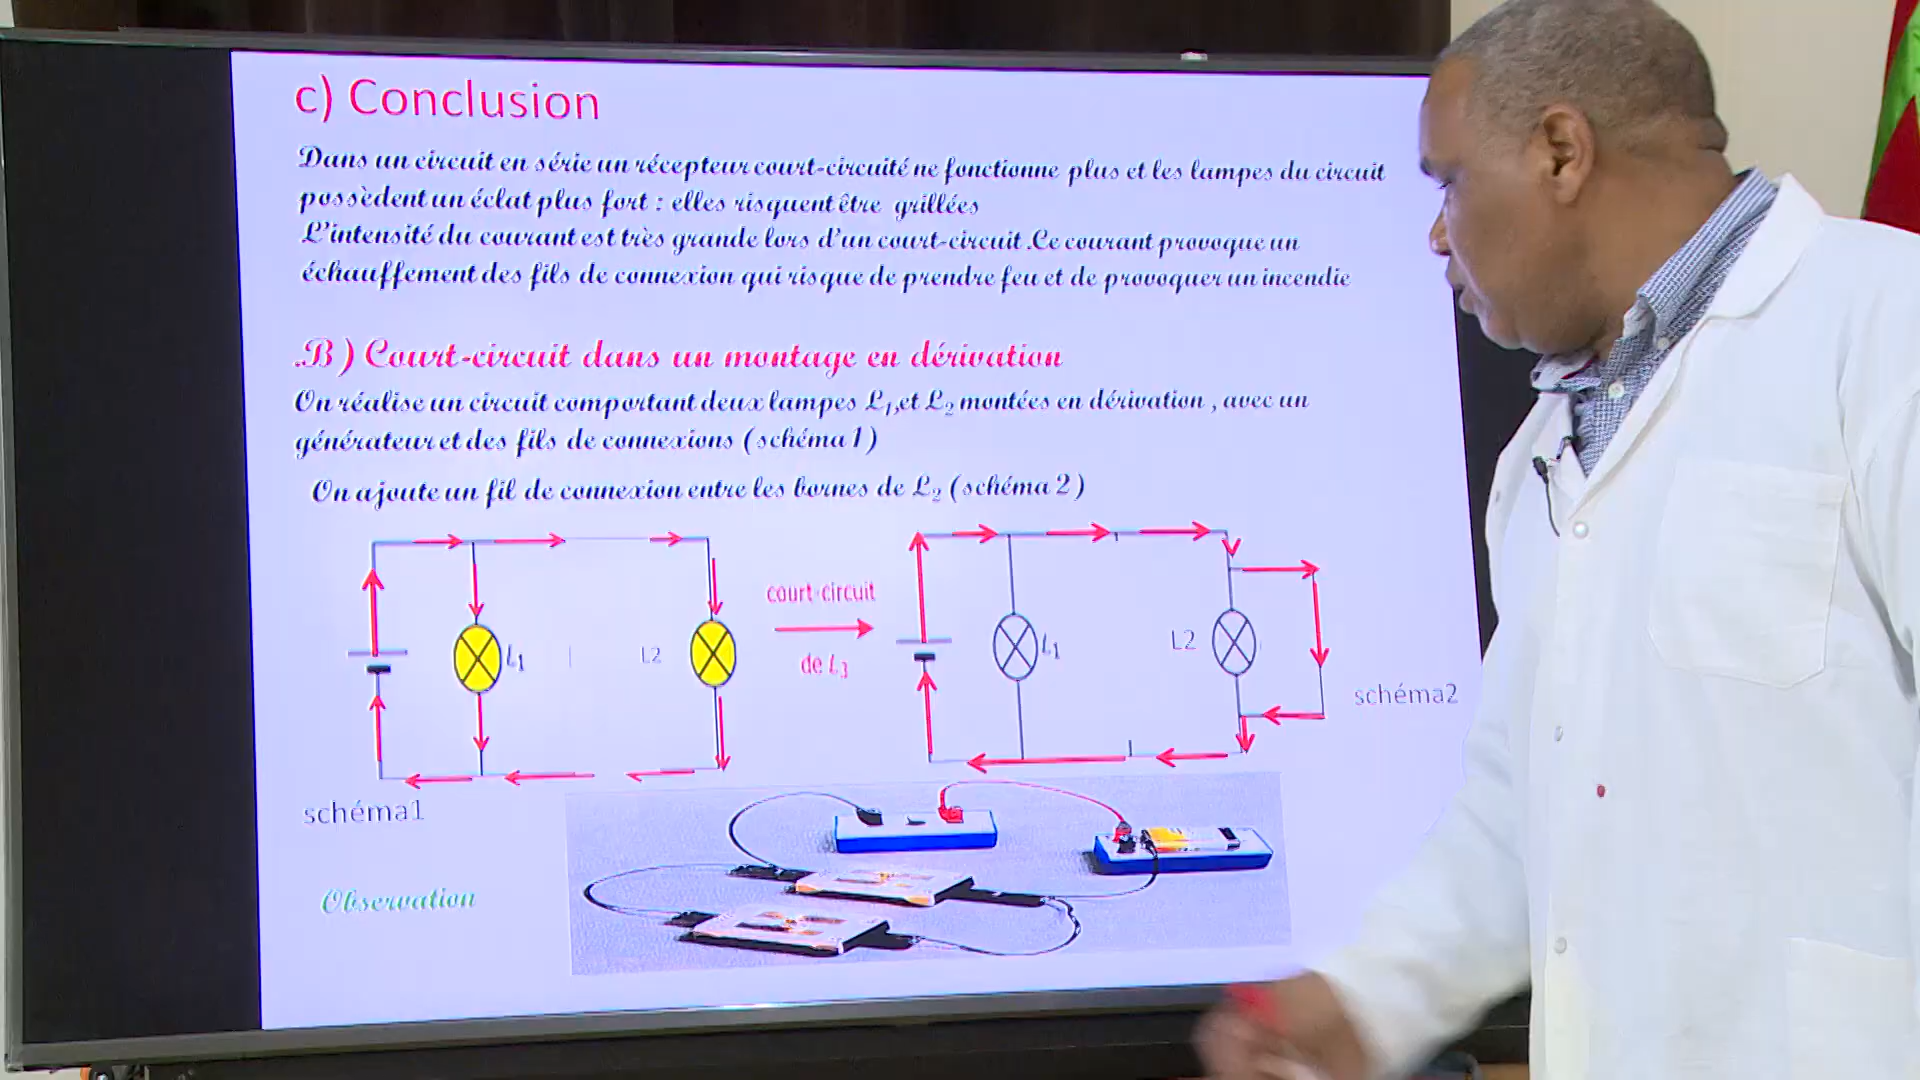 c) Conclusion
Dans un circuit en série un récepteur court-circuité ne fonctionne plus et les lampes du circuit
possèdent un éclat plus fort : elles risquent être grillées
L'intensité du courant est très grande lors d'un court-circuit .Ce courant provoque un
échauffement des fils de connexion qui risque de prendre feu et de provoquer un incendie
.B ) Court-circuit dans un montage en dérivation
On réalise un circuit comportant deux lampes L1,et L2 montées en dérivation , avec un
générateur et des fils de connexions (schéma 1)
On ajoute un fil de connexion entre les bornes de L2 (schéma 2)
court-circuit
de L3
L1
L2
L1
L2
schéma2
schéma1
Observation